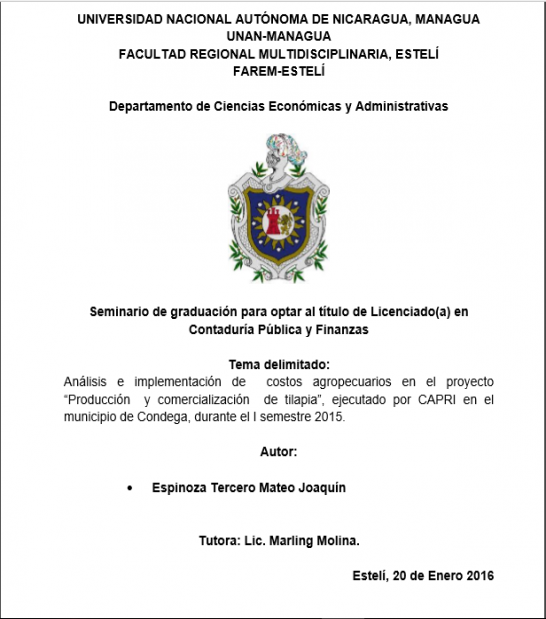 UNIVERSIDAD NACIONAL AUTÓNOMA DE NICARAGUA, MANAGUA
UNAN-MANAGUA
FACULTAD REGIONAL MULTIDISCIPLINARIA, ESTELÍ
FAREM-ESTELÍ
Departamento de Ciencias Económicas y Administrativas
Seminario de graduación para optar al título de Licenciado(a) en
Contaduría Pública y Finanzas
Tema delimitado:
Análisis e implementación de costos agropecuarios en el proyecto
“Producción y comercialización de tilapia”, ejecutado por CAPRI en el
municipio de Condega, durante el I semestre 2015.
Autor:
• Espinoza Tercero Mateo Joaquín
Tutora: Lic. Marling Molina.
Estelí, 20 de Enero 2016